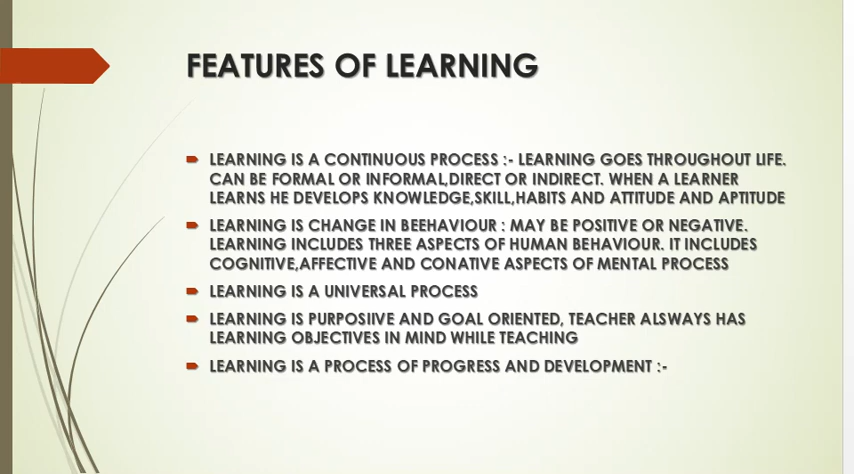 FEATURES OF LEARNING
LEARNING IS A CONTINUOUS PROCESS :- LEARNING GOES THROUGHOUT LIFE.
CAN BE FORMAL OR INFORMAL,DIRECT OR INDIRECT. WHEN A LEARNER
LEARNS HE DEVELOPS KNOWLEDGE,SKILL,HABITS AND ATTITUDE AND APTITUDE
LEARNING IS CHANGE IN BEEHAVIOUR : MAY BE POSITIVE OR NEGATIVE.
LEARNING INCLUDES THREE ASPECTS OF HUMAN BEHAVIOUR. IT INCLUDES
COGNITIVE,AFFECTIVE AND CONATIVE ASPECTS OF MENTAL PROCESS
LEARNING IS A UNIVERSAL PROCESS
LEARNING IS PURPOSIIVE AND GOAL ORIENTED, TEACHER ALSWAYS HAS
LEARNING OBJECTIVES IN MIND WHILE TEACHING
LEARNING IS A PROCESS OF PROGRESS AND DEVELOPMENT :-